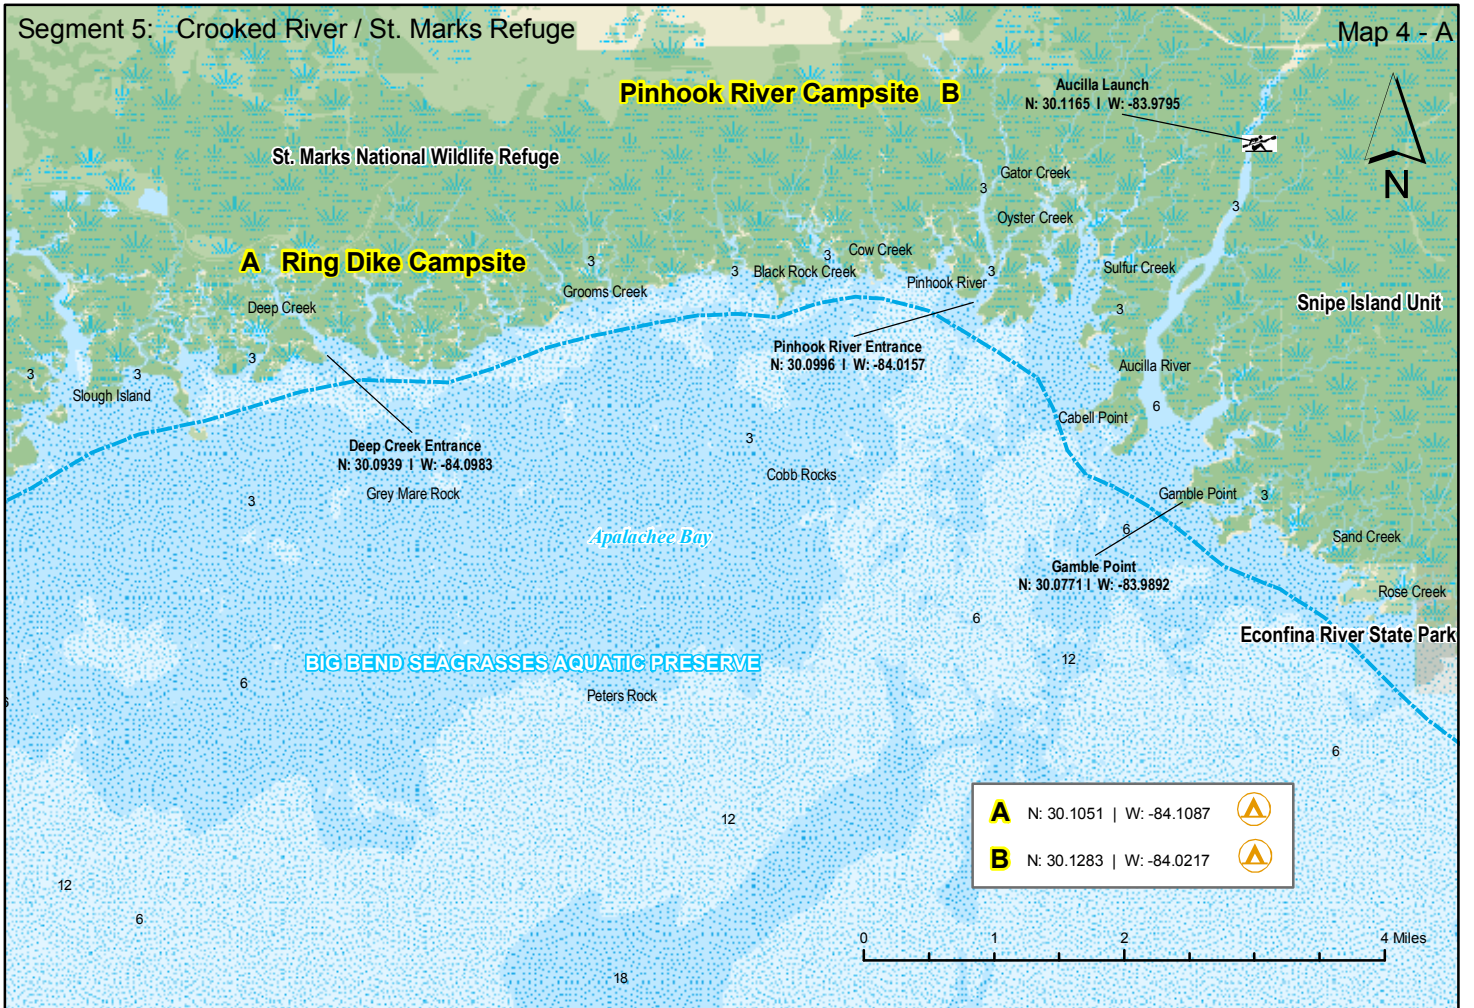 Segment 5: Crooked River / St. Marks Refuge
Map 4 - A
Pinhook River Campsite B
Aucilla Launch
N: 30.1165 I W: -83.9795
N
St. Marks National Wildlife Refuge
Gator Creek
3
3
Oyster Creek
A Ring Dike Campsite
Cow Creek
3
3
3
Black Rock Creek
3
Sulfur Creek
Grooms Creek
Pinhook River
Deep Creek
3
Snipe Island Unit
Pinhook River Entrance
N: 30.0996 I W: -84.0157
3
3
3
Aucilla River
Slough Island
6
Cabell Point
Deep Creek Entrance
N: 30.0939 I W: -84.0983
3
Cobb Rocks
Grey Mare Rock
3
Gamble Point
3
6
Apalachee Bay
Sand Creek
Gamble Point
N: 30.0771 I W: -83.9892
Rose Creek
6
Econfina River State Park
BIG BEND SEAGRASSES AQUATIC PRESERVE
12
6
Peters Rock
6
6
A N: 30.1051 | W: -84.1087
B N: 30.1283 | W: -84.0217
12
12
6
0 1 2 4 Miles
18